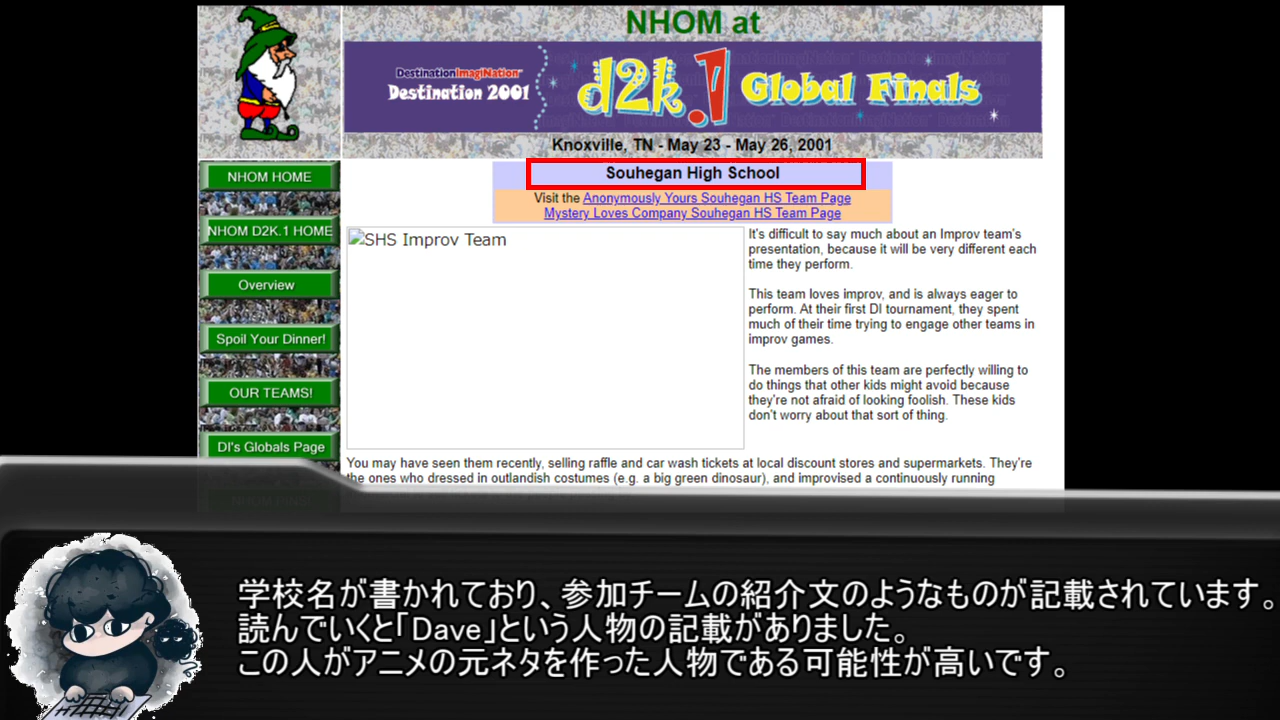 NHOM at
DestinationImagiNation
Destination 2001
d2k.1 Global Finals
Knoxville, TN - May 23 - May 26, 2001
NHOM HOME
NHOM D2K.1 HOME
Overview
Spoil Your Dinner!
OUR TEAMS!
DI's Globals Page
Souhegan High School
Visit the Anonymously Yours Souhegan HS Team Page
Mystery Loves Company Souhegan HS Team Page
SHS Improv Team
It's difficult to say much about an Improv team's
presentation, because it will be very different each
time they perform.
This team loves improv, and is always eager to
perform. At their first DI tournament, they spent
much of their time trying to engage other teams in
improv games.
The members of this team are perfectly willing to
do things that other kids might avoid because
they're not afraid of looking foolish. These kids
don't worry about that sort of thing.
You may have seen them recently, selling raffle and car wash tickets at local discount stores and supermarkets. They're
the ones who dressed in outlandish costumes (e.g. a big green dinosaur), and improvised a continuously running
学校名が書かれており、参加チームの紹介文のようなものが記載されています。
読んでいくと「Dave」という人物の記載がありました。
この人がアニメの元ネタを作った人物である可能性が高いです。